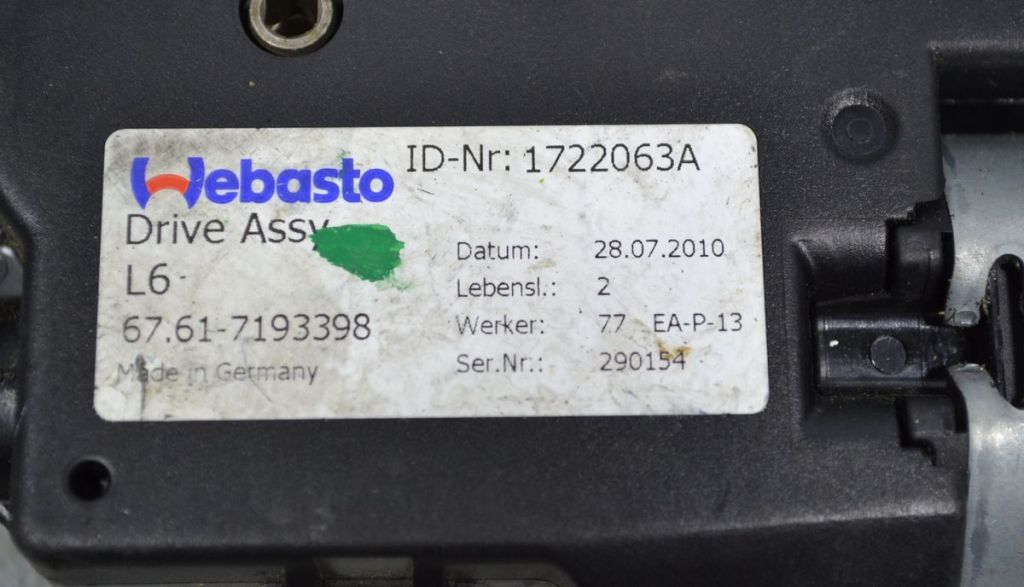 Webasto
ID-Nr: 1722063A
Drive Assy
L6
67.61-7193398
Made in Germany
Datum: 28.07.2010
Lebensl.: 2
Werker: 77 EA-P-13
Ser.Nr.: 290154